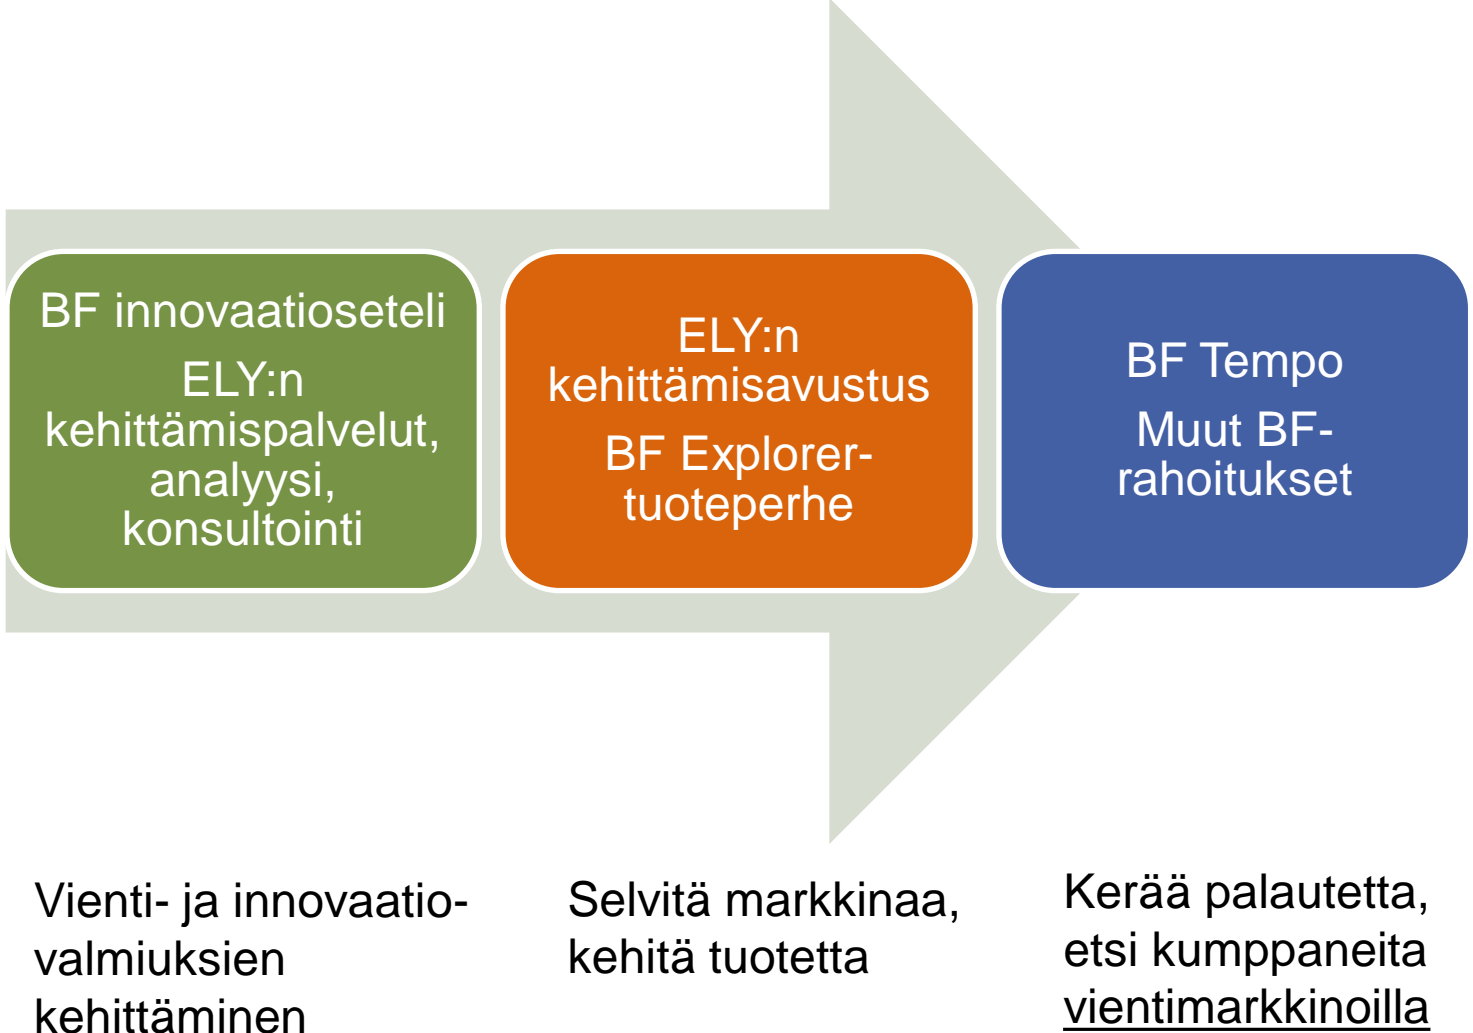 BF innovaatioseteli
ELY:n
kehittämispalvelut,
analyysi,
konsultointi
ELY:n
kehittämisavustus
BF Explorer-
tuoteperhe
BF Tempo
Muut BF-
rahoitukset
Vienti- ja innovaatio-
valmiuksien
kehittäminen
Selvitä markkinaa,
kehitä tuotetta
Kerää palautetta,
etsi kumppaneita
vientimarkkinoilla